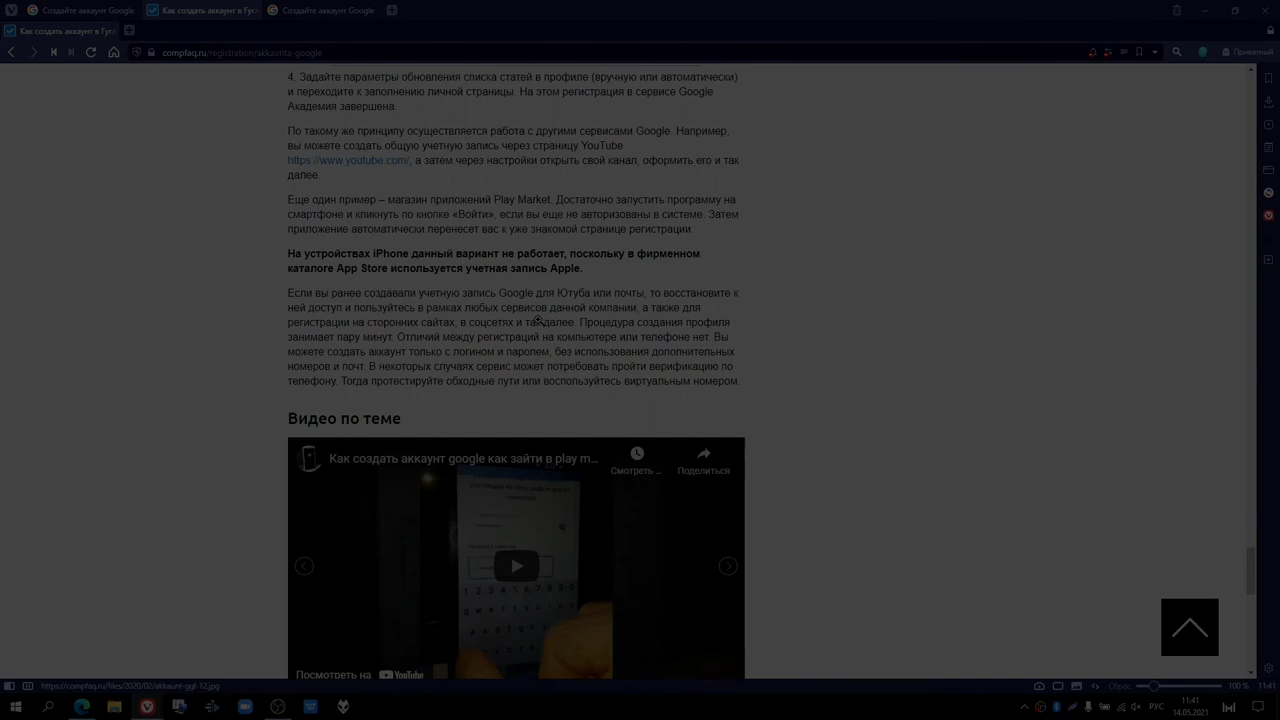 Создайте аккаунт Google
Как создать аккаунт в Гуг
Создайте аккаунт Google
Как создать аккаунт в Гуг
compfaq.ru/registration/akkaunta-google
Приватный
4. Задайте параметры обновления списка статей в профиле (вручную или автоматически)
и переходите к заполнению личной страницы. На этом регистрация в сервисе Google
Академия завершена.
По такому же принципу осуществляется работа с другими сервисами Google. Например,
вы можете создать общую учетную запись через страницу YouTube
https://www.youtube.com/, а затем через настройки открыть свой канал, оформить его и так
далее.
Еще один пример – магазин приложений Play Market. Достаточно запустить программу на
смартфоне и кликнуть по кнопке «Войти», если вы еще не авторизованы в системе. Затем
приложение автоматически перенесет вас к уже знакомой странице регистрации.
На устройствах iPhone данный вариант не работает, поскольку в фирменном
каталоге App Store используется учетная запись Apple.
Если вы ранее создавали учетную запись Google для Ютуба или почты, то восстановите к
ней доступ и пользуйтесь в рамках любых сервисов данной компании, а также для
регистрации на сторонних сайтах, в соцсетях и так далее. Процедура создания профиля
занимает пару минут. Отличий между регистраций на компьютере или телефоне нет. Вы
можете создать аккаунт только с логином и паролем, без использования дополнительных
номеров и почт. В некоторых случаях сервис может потребовать пройти верификацию по
телефону. Тогда протестируйте обходные пути или воспользуйтесь виртуальным номером.
Видео по теме
Как создать аккаунт google как зайти в play m...
Смотреть ...
Поделиться
Посмотреть на YouTube
https://compfaq.ru/files/2020/02/akkaunt-ggl-12.jpg
Сброс
100 %
11:41
РУС
11:41
14.05.2021